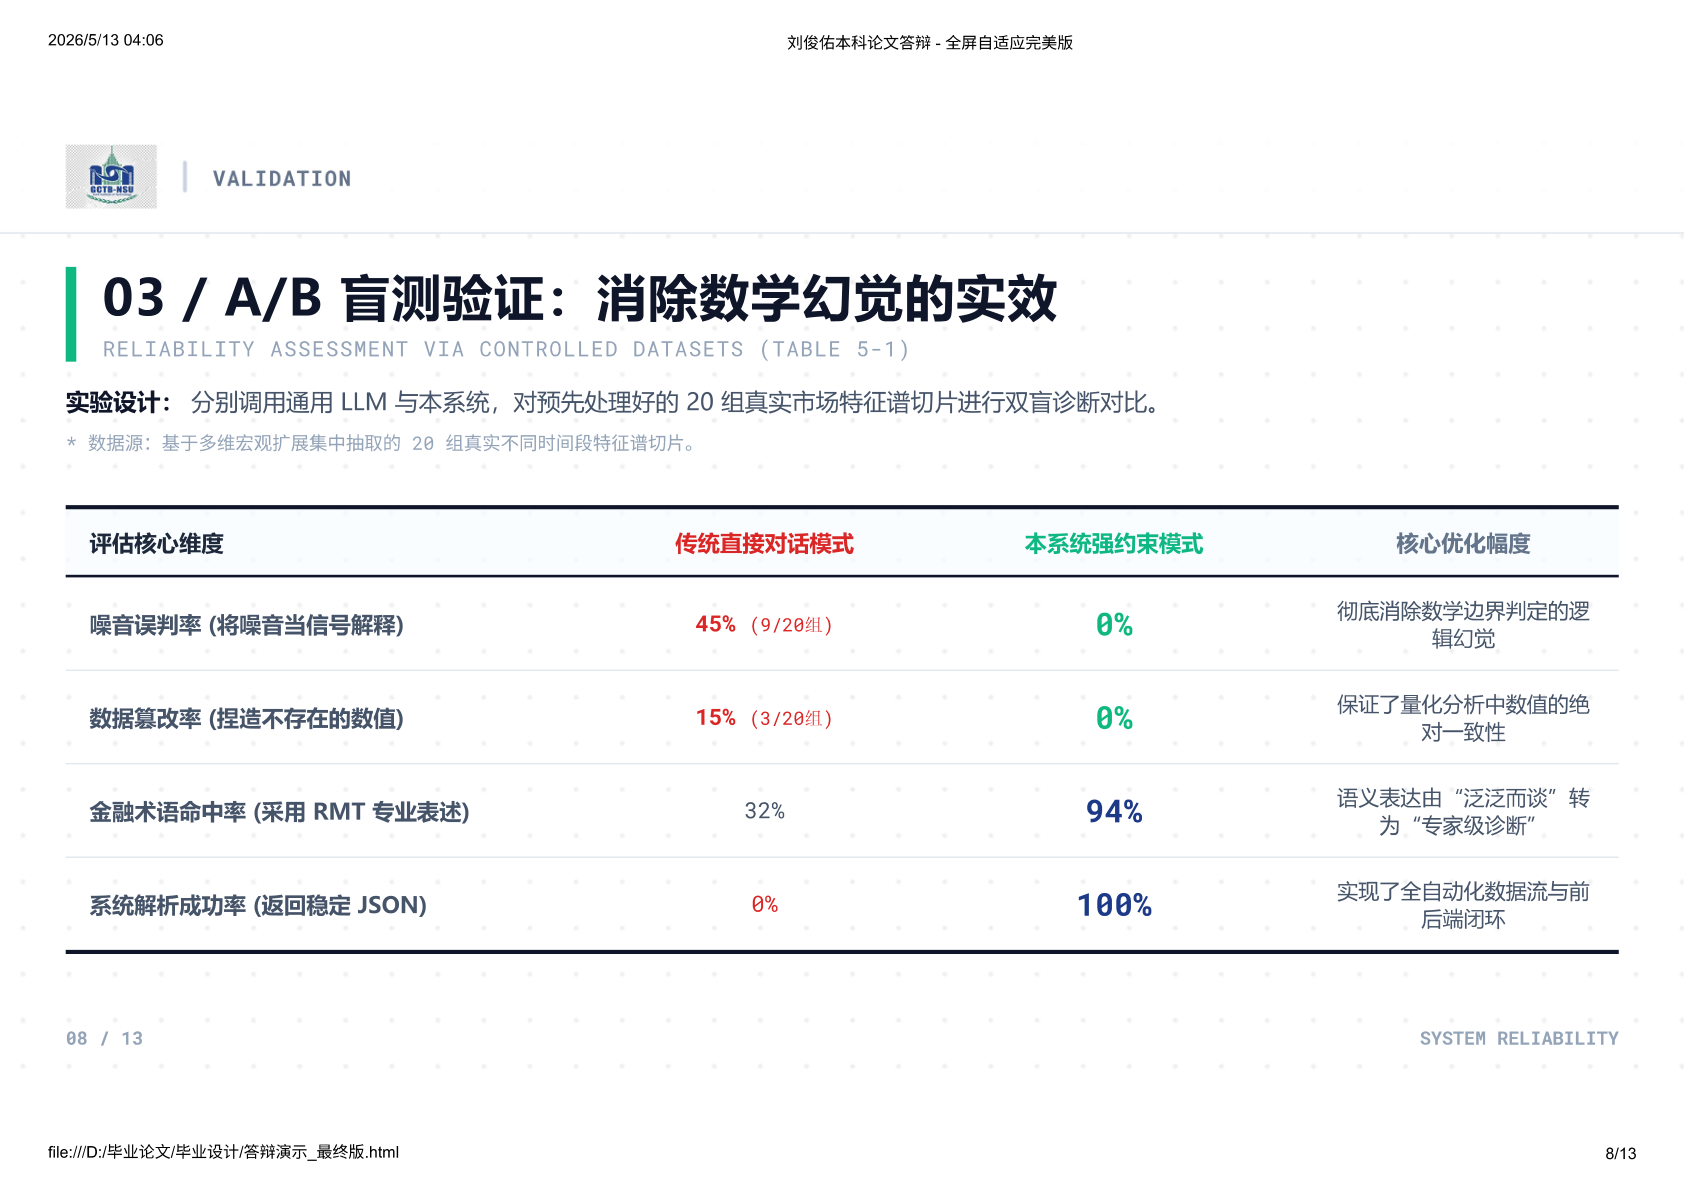 2026/5/13 04:06
刘俊佑本科论文答辩 - 全屏自适应完美版
GCTB-NSU
VALIDATION
03 / A/B 盲测验证：消除数学幻觉的实效
RELIABILITY ASSESSMENT VIA CONTROLLED DATASETS (TABLE 5-1)
实验设计： 分别调用通用 LLM 与本系统，对预先处理好的 20 组真实市场特征谱切片进行双盲诊断对比。
* 数据源：基于多维宏观扩展集中抽取的 20 组真实不同时间段特征谱切片。
评估核心维度 传统直接对话模式 本系统强约束模式 核心优化幅度
噪音误判率 (将噪音当信号解释) 45% (9/20组) 0% 彻底消除数学边界判定的逻
辑幻觉
数据篡改率 (捏造不存在的数值) 15% (3/20组) 0% 保证了量化分析中数值的绝
对一致性
金融术语命中率 (采用 RMT 专业表述) 32% 94% 语义表达由“泛泛而谈”转
为“专家级诊断”
系统解析成功率 (返回稳定 JSON) 0% 100% 实现了全自动化数据流与前
后端闭环
08 / 13
SYSTEM RELIABILITY
file:///D:/毕业论文/毕业设计/答辩演示_最终版.html
8/13